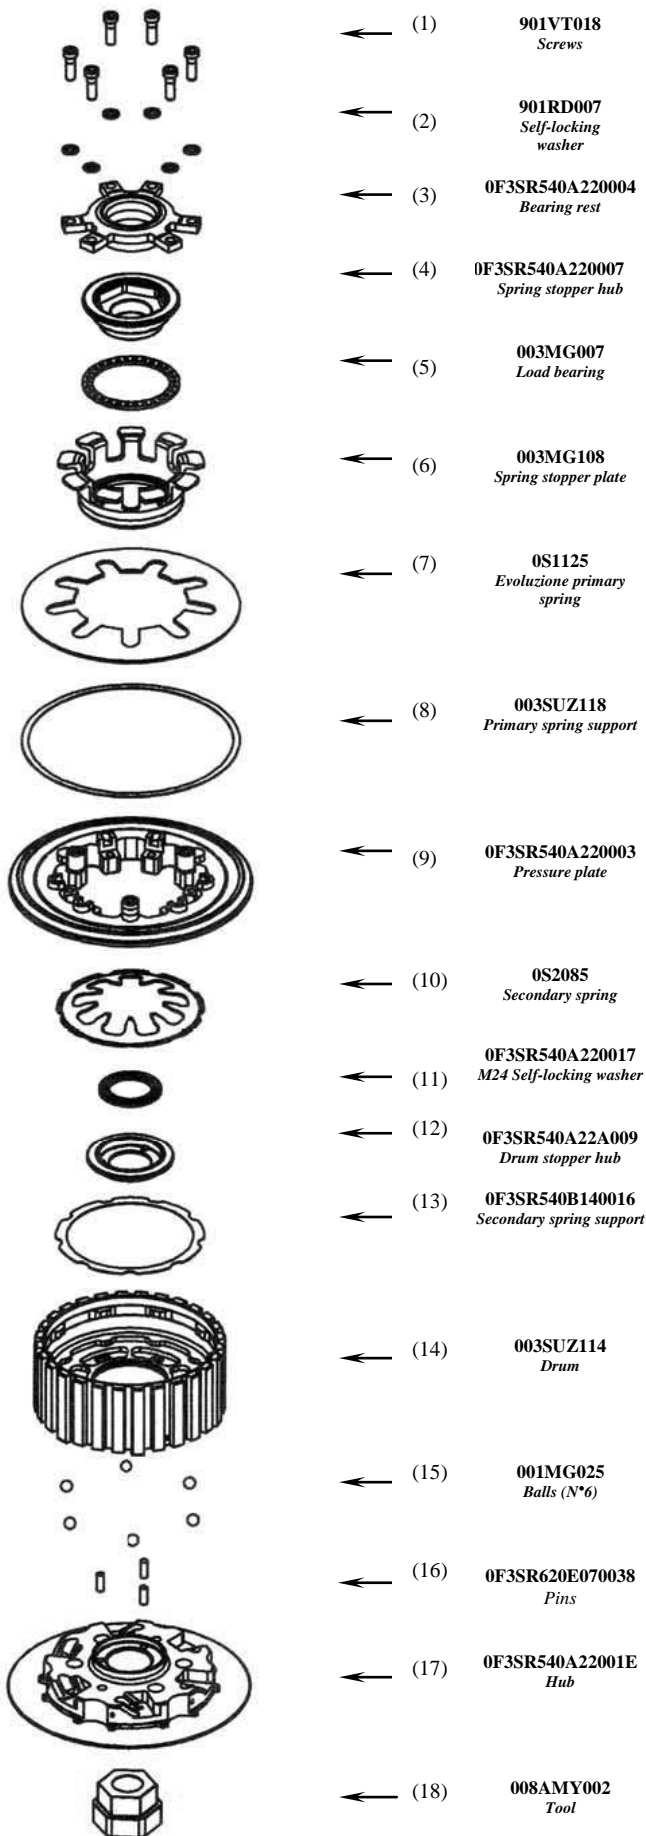 (1) 901VT018
Screws
901RD007
(2) Self-locking
washer
(3) 0F3SR540A220004
Bearing rest
(4) 0F3SR540A220007
Spring stopper hub
003MG007
(5) Load bearing
003MG108
(6) Spring stopper plate
(7) 0S1125
Evoluzione primary
spring
(8) 003SUZ118
Primary spring support
(9) 0F3SR540A220003
Pressure plate
(10) 0S2085
Secondary spring
0F3SR540A220017
(11) M24 Self-locking washer
(12) 0F3SR540A22A009
Drum stopper hub
(13) 0F3SR540B140016
Secondary spring support
(14) 003SUZ114
Drum
(15) 001MG025
Balls (N°6)
(16) 0F3SR620E070038
Pins
(17) 0F3SR540A22001E
Hub
(18) 008AMY002
Tool